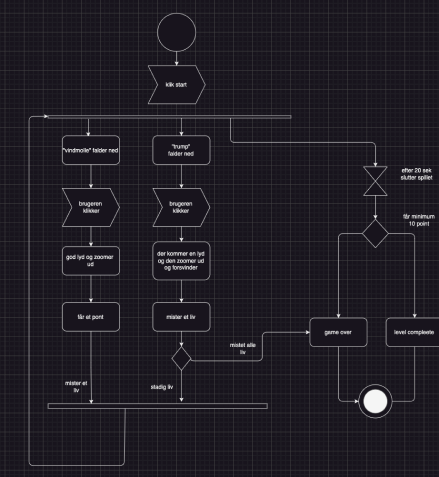 klik start
"vindmolle" falder ned
"trump"
falder ned
efter 20 sek
slutter spillet
brugeren
klikker
brugeren
klikker
får minimum
10 point
god lyd og zoomer
ud
der kommer en lyd
og den zoomer ud
og forsvinder
får et pont
mister et liv
game over
level compleete
mistet alle
liv
mister et
liv
stadig liv